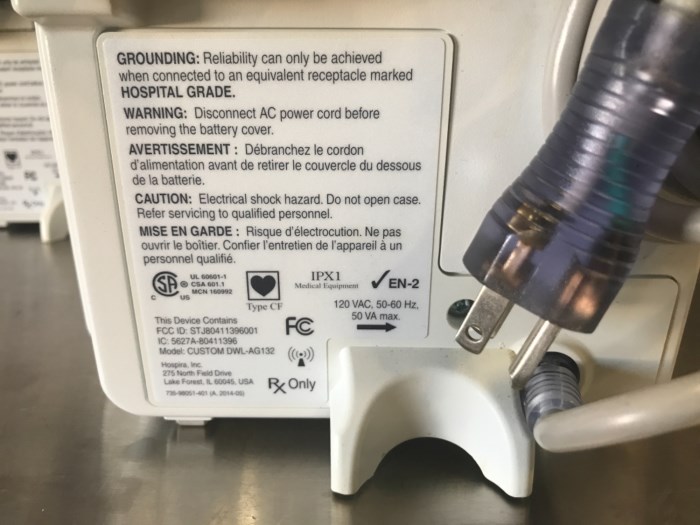 GROUNDING: Reliability can only be achieved
when connected to an equivalent receptacle marked
HOSPITAL GRADE.
WARNING: Disconnect AC power cord before
removing the battery cover.
AVERTISSEMENT : Débranchez le cordon
d'alimentation avant de retirer le couvercle du dessous
de la batterie.
CAUTION: Electrical shock hazard. Do not open case.
Refer servicing to qualified personnel.
MISE EN GARDE : Risque d'électrocution. Ne pas
ouvrir le boîtier. Confier l'entretien de l'appareil à un
personnel qualifié.
UL 60601-1
CSA 601.1
MCN 160992
C US
Type CF
IPX1
Medical Equipment
EN-2
120 VAC, 50-60 Hz,
50 VA max.
This Device Contains
FCC ID: STJ80411396001
IC: 5627A-80411396
Model: CUSTOM DWL-AG132
FC
Hospira, Inc.
275 North Field Drive
Lake Forest, IL 60045, USA
Rx Only